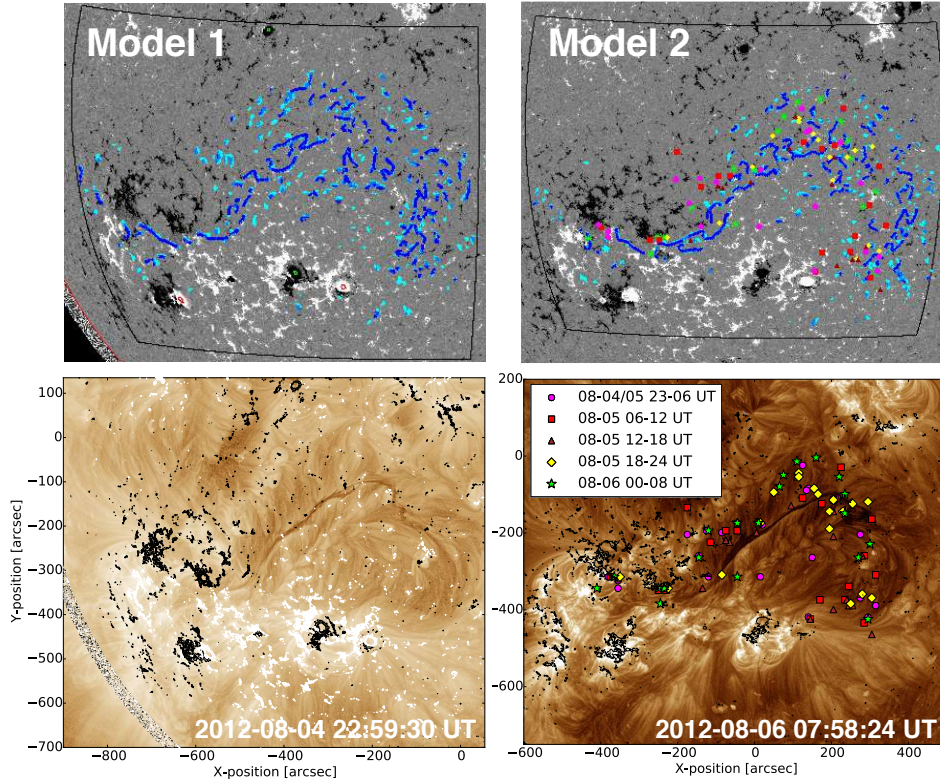 Model 1
Model 2
100
0
−100
−200
−300
−400
−500
−600
−700
Y-position [arcsec]
−800
−600
−400
−200
0
X-position [arcsec]
2012-08-04 22:59:30 UT
200
0
−200
−400
−600
08-04/05 23-06 UT
08-05 06-12 UT
08-05 12-18 UT
08-05 18-24 UT
08-06 00-08 UT
2012-08-06 07:58:24 UT
−600
−400
−200
0
200
400
X-position [arcsec]